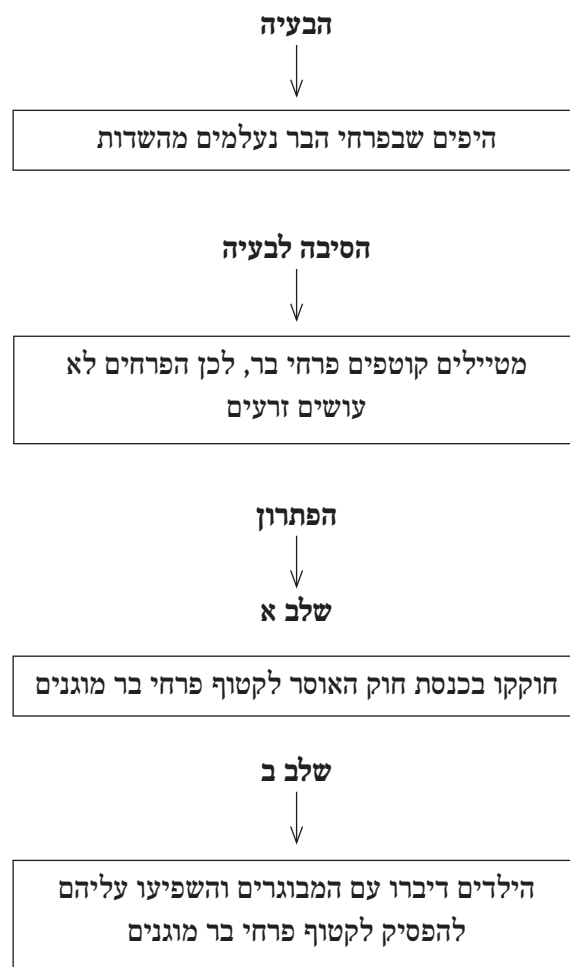 הבעיה
היפים שבפרחי הבר נעלמים מהשדות
הסיבה לבעיה
מטיילים קוטפים פרחי בר, לכן הפרחים לא
עושים זרעים
הפתרון
שלב א
חוקקו בכנסת חוק האוסר לקטוף פרחי בר מוגנים
שלב ב
הילדים דיברו עם המבוגרים והשפיעו עליהם
להפסיק לקטוף פרחי בר מוגנים